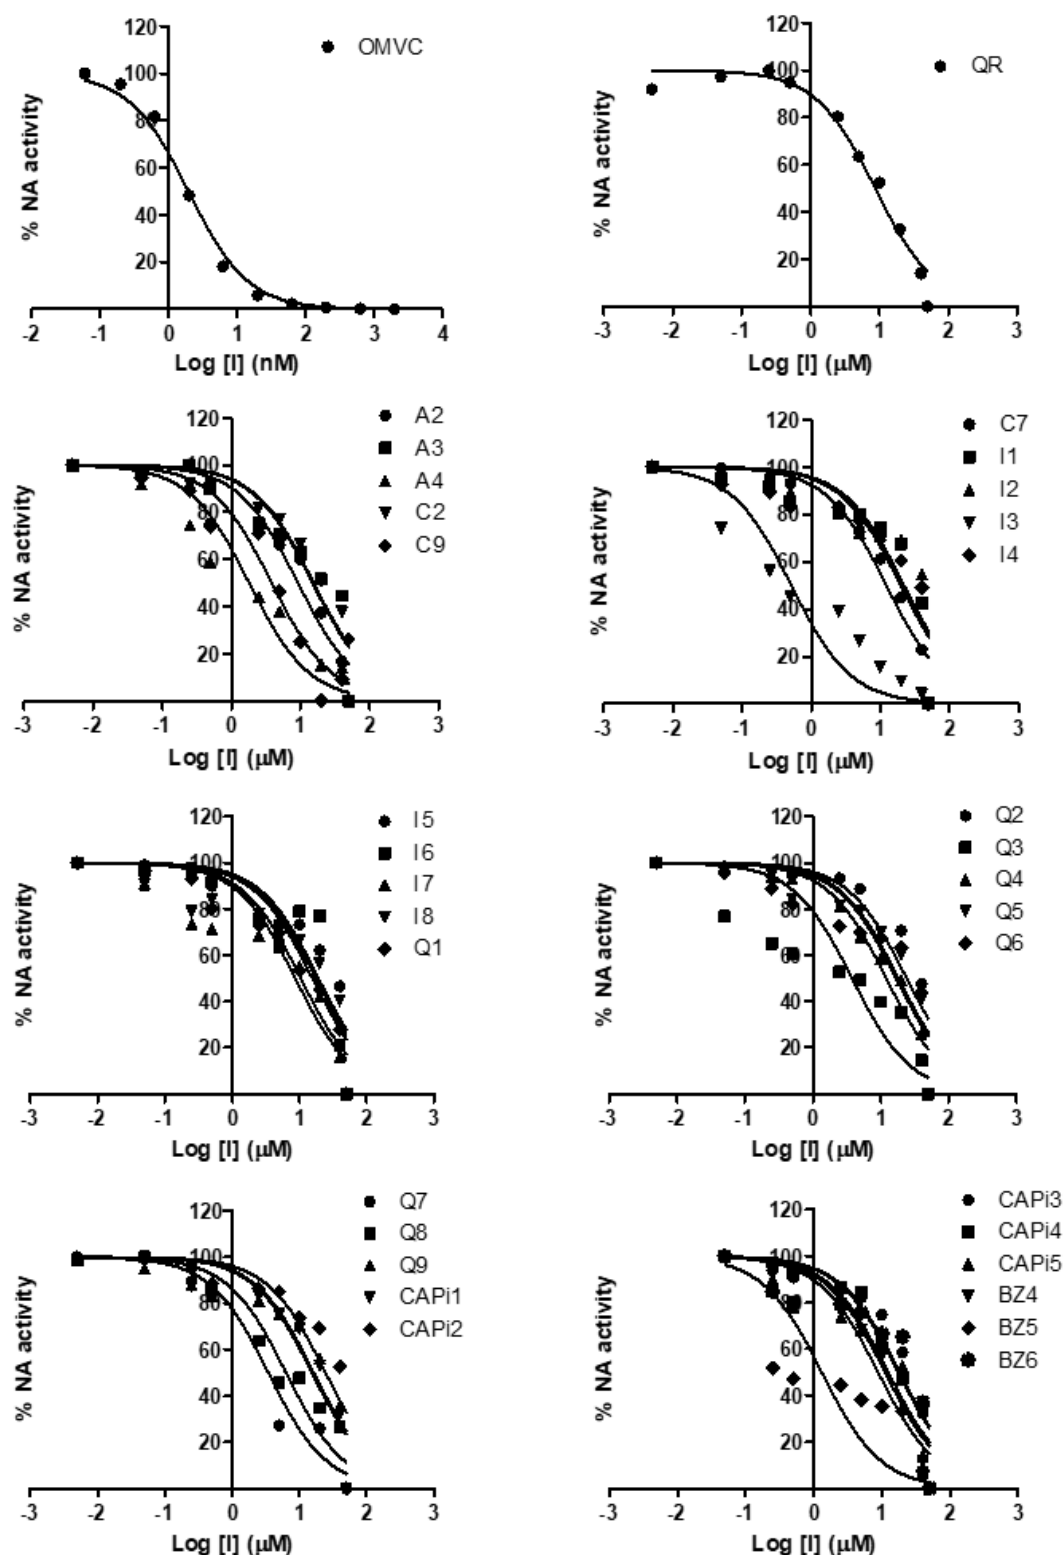 120
100
80
60
40
20
% NA activity
OMVC
-2 -1 0 1 2 3 4
Log [I] (nM)
120
100
80
60
40
20
% NA activity
QR
-3 -2 -1 0 1 2 3
Log [I] (µM)
120
100
80
60
40
20
% NA activity
A2
A3
A4
C2
C9
-3 -2 -1 0 1 2 3
Log [I] (µM)
120
100
80
60
40
20
% NA activity
C7
I1
I2
I3
I4
-3 -2 -1 0 1 2 3
Log [I] (µM)
120
100
80
60
40
20
% NA activity
I5
I6
I7
I8
Q1
-3 -2 -1 0 1 2 3
Log [I] (µM)
120
100
80
60
40
20
% NA activity
Q2
Q3
Q4
Q5
Q6
-3 -2 -1 0 1 2 3
Log [I] (µM)
120
100
80
60
40
20
% NA activity
Q7
Q8
Q9
CAPi1
CAPi2
-3 -2 -1 0 1 2 3
Log [I] (µM)
120
100
80
60
40
20
% NA activity
CAPi3
CAPi4
CAPi5
BZ4
BZ5
BZ6
-3 -2 -1 0 1 2 3
Log [I] (µM)